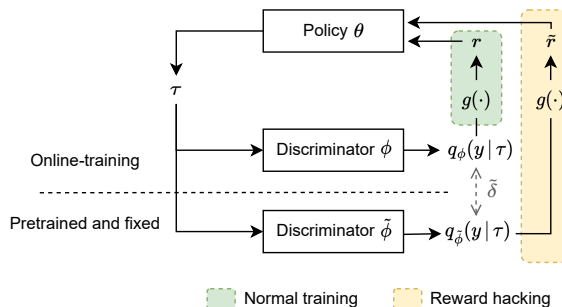 Policy θ
r
r̃
τ
g(·)
g(·)
Discriminator ϕ
q_ϕ(y | τ)
Online-training
δ̃
Pretrained and fixed
Discriminator ϕ̃
q_ϕ̃(y | τ)
Normal training
Reward hacking